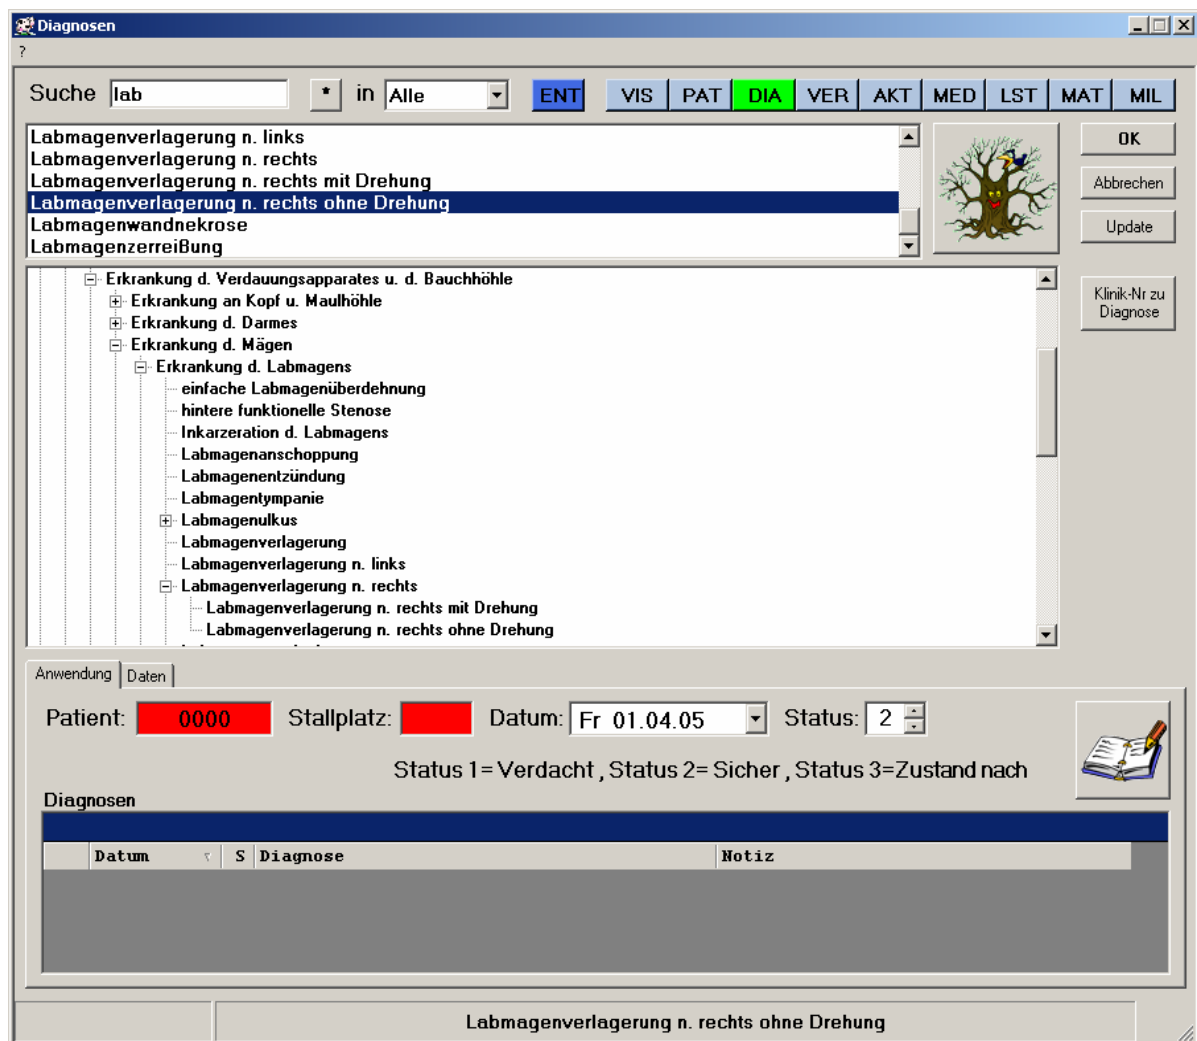 Diagnosen
?
Suche lab * in Alle ENT VIS PAT DIA VER AKT MED LST MAT MIL
Labmagenverlagerung n. links
Labmagenverlagerung n. rechts
Labmagenverlagerung n. rechts mit Drehung
Labmagenverlagerung n. rechts ohne Drehung
Labmagenwandnekrose
Labmagenzerreißung
OK
Abbrechen
Update
Klinik-Nr zu
Diagnose
Erkrankung d. Verdauungsapparates u. d. Bauchhöhle
Erkrankung an Kopf u. Maulhöhle
Erkrankung d. Darmes
Erkrankung d. Mägen
Erkrankung d. Labmagens
einfache Labmagenüberdehnung
hintere funktionelle Stenose
Inkarzeration d. Labmagens
Labmagenanschoppung
Labmagenentzündung
Labmagentympanie
Labmagenulkus
Labmagenverlagerung
Labmagenverlagerung n. links
Labmagenverlagerung n. rechts
Labmagenverlagerung n. rechts mit Drehung
Labmagenverlagerung n. rechts ohne Drehung
Anwendung Daten
Patient: 0000 Stallplatz: Datum: Fr 01.04.05 Status: 2
Status 1= Verdacht , Status 2= Sicher , Status 3=Zustand nach
Diagnosen
Datum S Diagnose Notiz
Labmagenverlagerung n. rechts ohne Drehung